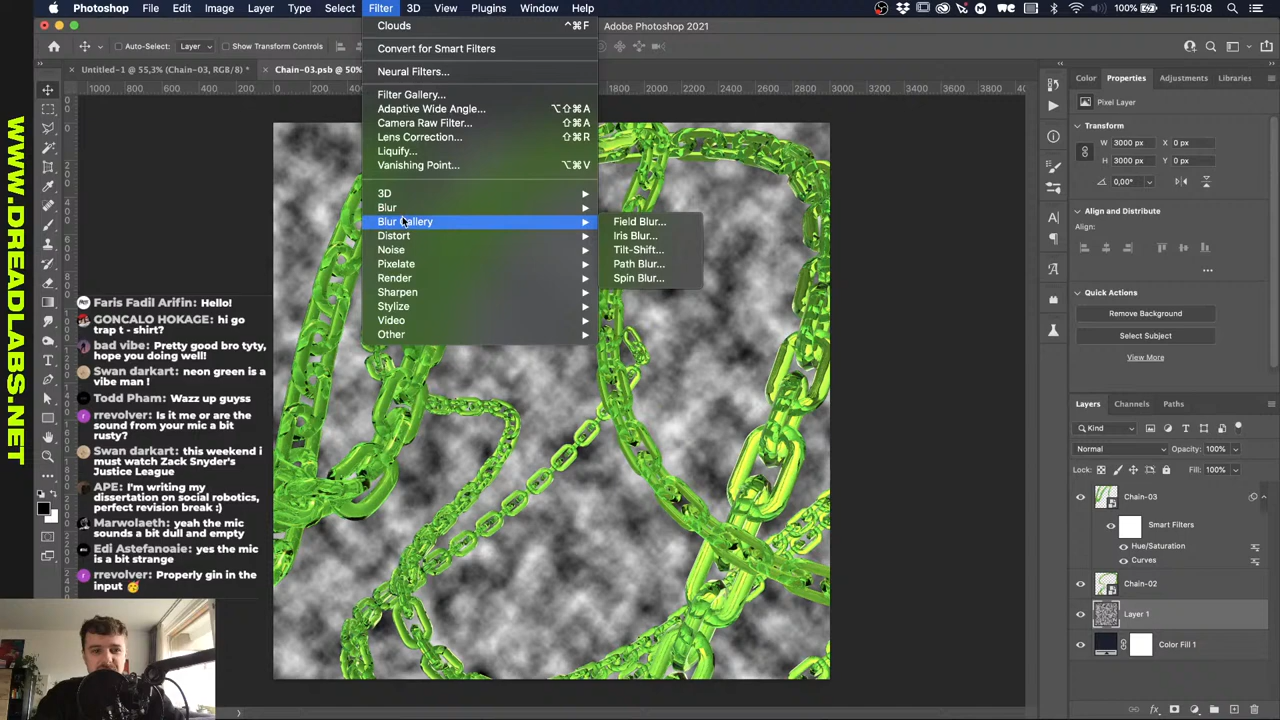 Photoshop File Edit Image Layer Type Select Filter 3D View Plugins Window Help 100% Fri 15:08
Adobe Photoshop 2021
Auto-Select: Layer Show Transform Controls
Untitled-1 @ 55,3% (Chain-03, RGB/8) *
Chain-03.psb @ 50%
Clouds ^⌘F
Convert for Smart Filters
Neural Filters...
Filter Gallery...
Adaptive Wide Angle... ⌥⇧⌘A
Camera Raw Filter... ⇧⌘A
Lens Correction... ⇧⌘R
Liquify...
Vanishing Point... ⌥⌘V
3D
Blur
Blur Gallery
Distort
Noise
Pixelate
Render
Sharpen
Stylize
Video
Other
Field Blur...
Iris Blur...
Tilt-Shift...
Path Blur...
Spin Blur...
WWW.DREADLABS.NET
Faris Fadil Arifin: Hello!
GONCALO HOKAGE: hi go
trap t - shirt?
bad vibe: Pretty good bro tyty,
hope you doing well!
Swan darkart: neon green is a
vibe man !
Todd Pham: Wazz up guyss
rrevolver: Is it me or are the
sound from your mic a bit
rusty?
Swan darkart: this weekend i
must watch Zack Snyder's
Justice League
APE: I'm writing my
dissertation on social robotics,
perfect revision break :)
Marwolaeth: yeah the mic
sounds a bit dull and empty
Edi Astefanoaie: yes the mic
is a bit strange
rrevolver: Properly gin in the
input 🥳
Color Properties Adjustments Libraries
Pixel Layer
Transform
W 3000 px X 0 px
H 3000 px Y 0 px
0,00°
Align and Distribute
Align:
Quick Actions
Remove Background
Select Subject
View More
Layers Channels Paths
Kind
Normal Opacity: 100%
Lock: Fill: 100%
Chain-03
Smart Filters
Hue/Saturation
Curves
Chain-02
Layer 1
Color Fill 1